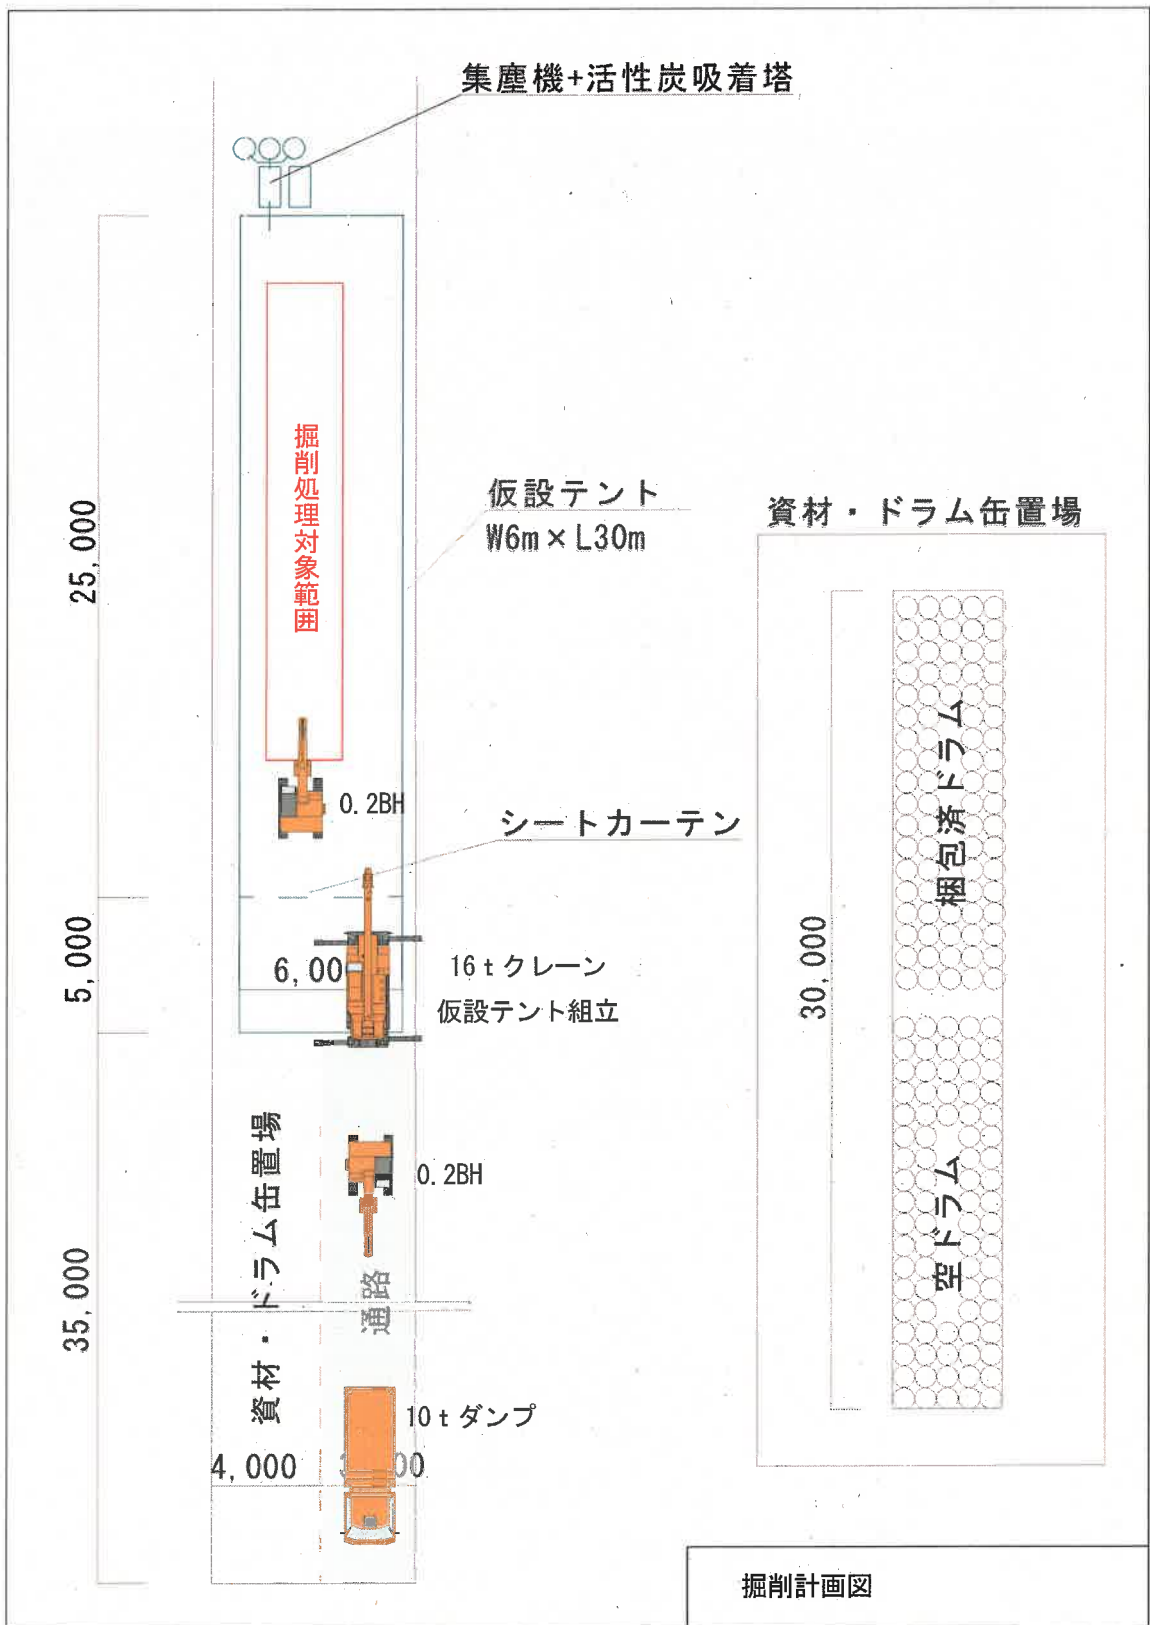 集塵機+活性炭吸着塔
掘削処理対象範囲
25,000
仮設テント
W6m×L30m
資材・ドラム缶置場
0.2BH
シートカーテン
梱包済ドラム
5,000
6,00
16tクレーン
仮設テント組立
30,000
資材・ドラム缶置場
0.2BH
空ドラム
35,000
通路
10tダンプ
4,000
掘削計画図